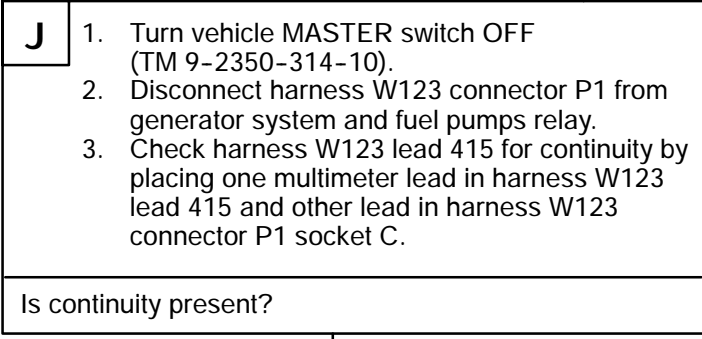 J
1. Turn vehicle MASTER switch OFF
(TM 9-2350-314-10).
2. Disconnect harness W123 connector P1 from
generator system and fuel pumps relay.
3. Check harness W123 lead 415 for continuity by
placing one multimeter lead in harness W123
lead 415 and other lead in harness W123
connector P1 socket C.
Is continuity present?